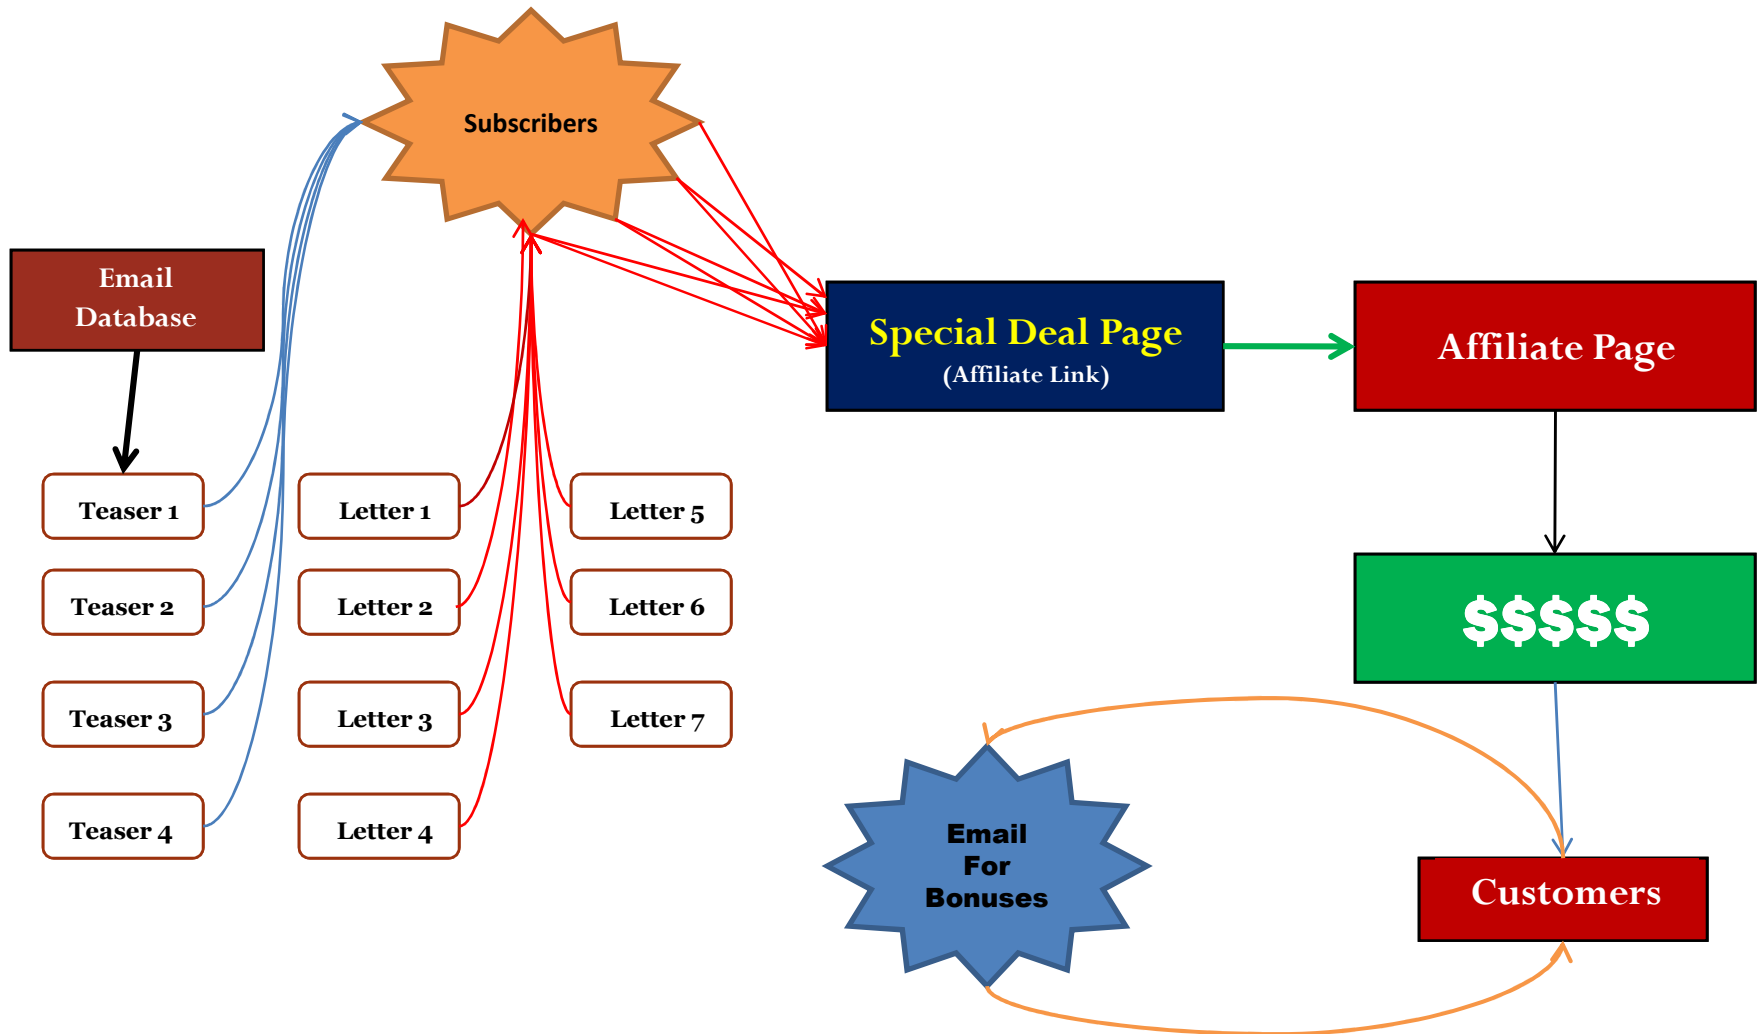 Subscribers
Email
Database
Special Deal Page
(Affiliate Link)
Affiliate Page
Teaser 1
Letter 1
Letter 5
Teaser 2
Letter 2
Letter 6
$$$$$
Teaser 3
Letter 3
Letter 7
Teaser 4
Letter 4
Email
For
Bonuses
Customers